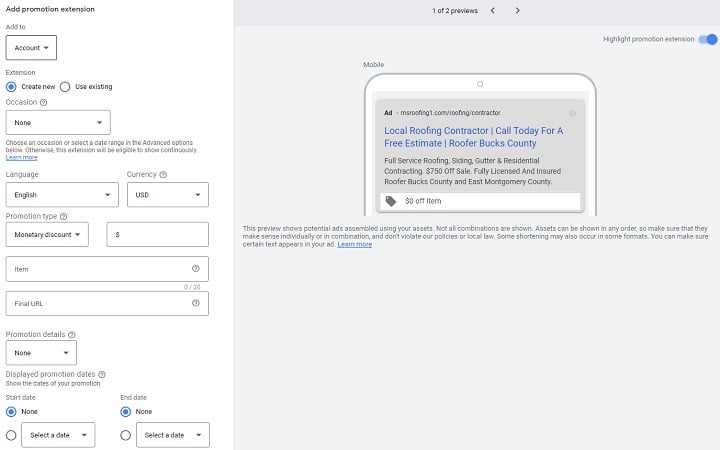 Add promotion extension
Add to
Account
Extension
Create new
Use existing
Occasion
None
Choose an occasion or select a date range in the Advanced options
below. Otherwise, this extension will be eligible to show continuously.
Learn more
Language
Currency
English
USD
Promotion type
Monetary discount
$
Item
0 / 20
Final URL
Promotion details
None
Displayed promotion dates
Show the dates of your promotion
Start date
End date
None
None
Select a date
Select a date
1 of 2 previews
Highlight promotion extension
Mobile
Ad · msroofing1.com/roofing/contractor
Local Roofing Contractor | Call Today For A
Free Estimate | Roofer Bucks County
Full Service Roofing, Siding, Gutter & Residential
Contracting. $750 Off Sale. Fully Licensed And Insured
Roofer Bucks County and East Montgomery County.
$0 off Item
This preview shows potential ads assembled using your assets. Not all combinations are shown. Assets can be shown in any order, so make sure that they
make sense individually or in combination, and don't violate our policies or local law. Some shortening may also occur in some formats. You can make sure
certain text appears in your ad. Learn more